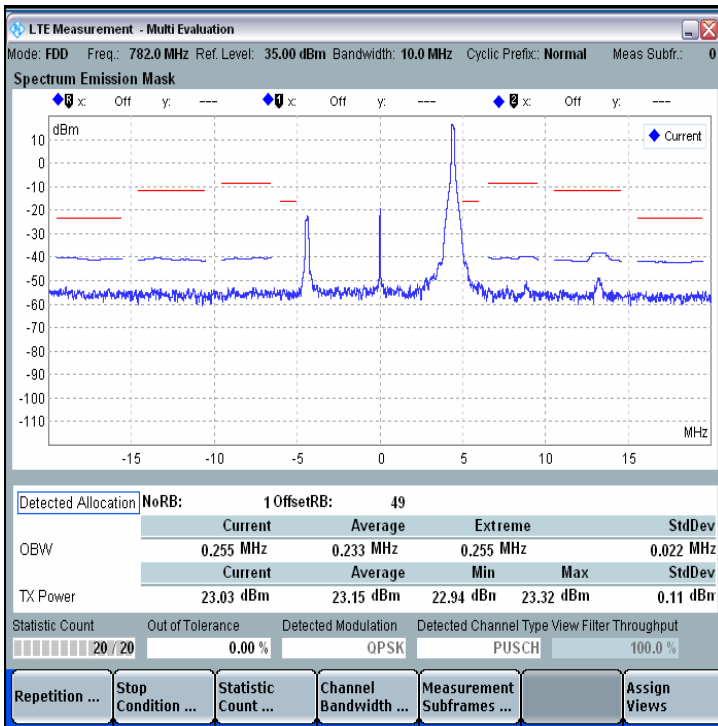 LTE Measurement - Multi Evaluation
Mode: FDD Freq.: 782.0 MHz Ref. Level: 35.00 dBm Bandwidth: 10.0 MHz Cyclic Prefix: Normal Meas Subfr.: 0
Spectrum Emission Mask
R x: Off y: --- 1 x: Off y: --- 2 x: Off y: ---
dBm
Current
10
0
-10
-20
-30
-40
-50
-60
-70
-80
-90
-100
-110
MHz
-15 -10 -5 0 5 10 15
Detected Allocation NoRB: 1 OffsetRB: 49
Current Average Extreme StdDev
OBW 0.255 MHz 0.233 MHz 0.255 MHz 0.022 MHz
Current Average Min Max StdDev
TX Power 23.03 dBm 23.15 dBm 22.94 dBm 23.32 dBm 0.11 dBm
Statistic Count Out of Tolerance Detected Modulation Detected Channel Type View Filter Throughput
20 / 20 0.00 % QPSK PUSCH 100.0 %
Repetition ... Stop Condition ... Statistic Count ... Channel Bandwidth ... Measurement Subframes ... Assign Views